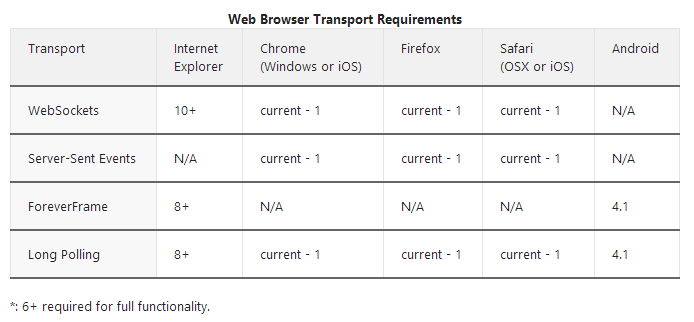 Web Browser Transport Requirements
Transport Internet Explorer Chrome (Windows or iOS) Firefox Safari (OSX or iOS) Android
WebSockets 10+ current - 1 current - 1 current - 1 N/A
Server-Sent Events N/A current - 1 current - 1 current - 1 N/A
ForeverFrame 8+ N/A N/A N/A 4.1
Long Polling 8+ current - 1 current - 1 current - 1 4.1
*: 6+ required for full functionality.